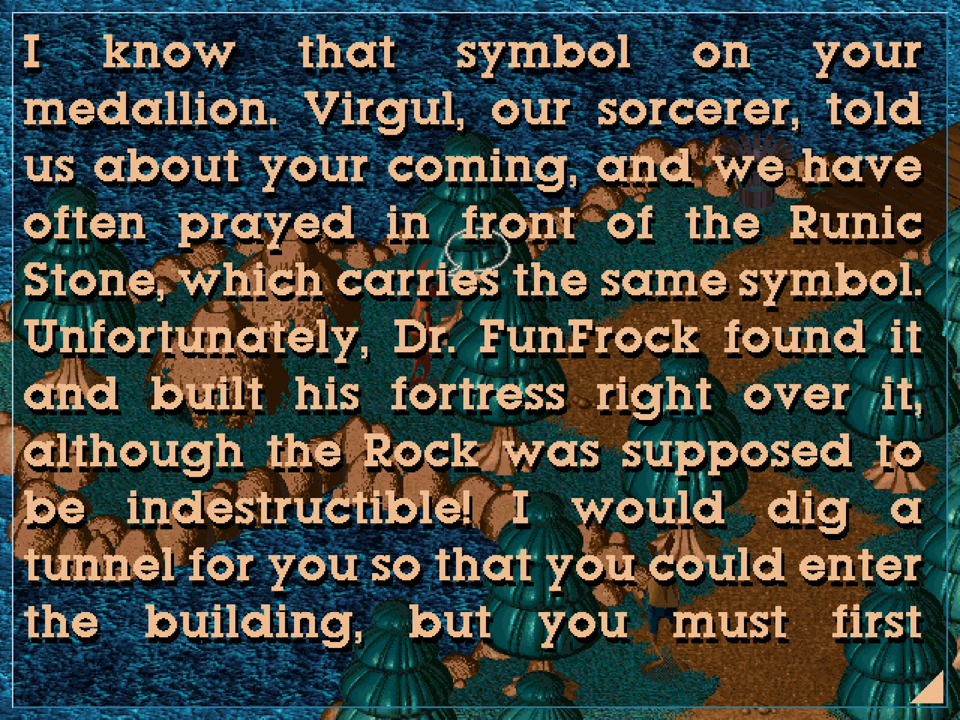 I know that symbol on your
medallion. Virgul, our sorcerer, told
us about your coming, and we have
often prayed in front of the Runic
Stone, which carries the same symbol.
Unfortunately, Dr. FunFrock found it
and built his fortress right over it,
although the Rock was supposed to
be indestructible! I would dig a
tunnel for you so that you could enter
the building, but you must first